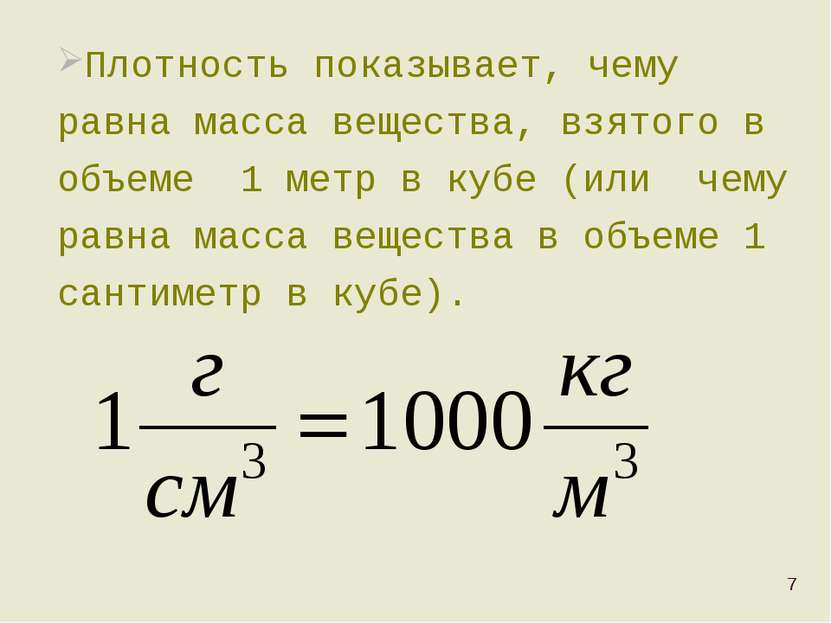 Плотность показывает, чему
равна масса вещества, взятого в
объеме 1 метр в кубе (или чему
равна масса вещества в объеме 1
сантиметр в кубе).
1 г/см³ = 1000 кг/м³
7